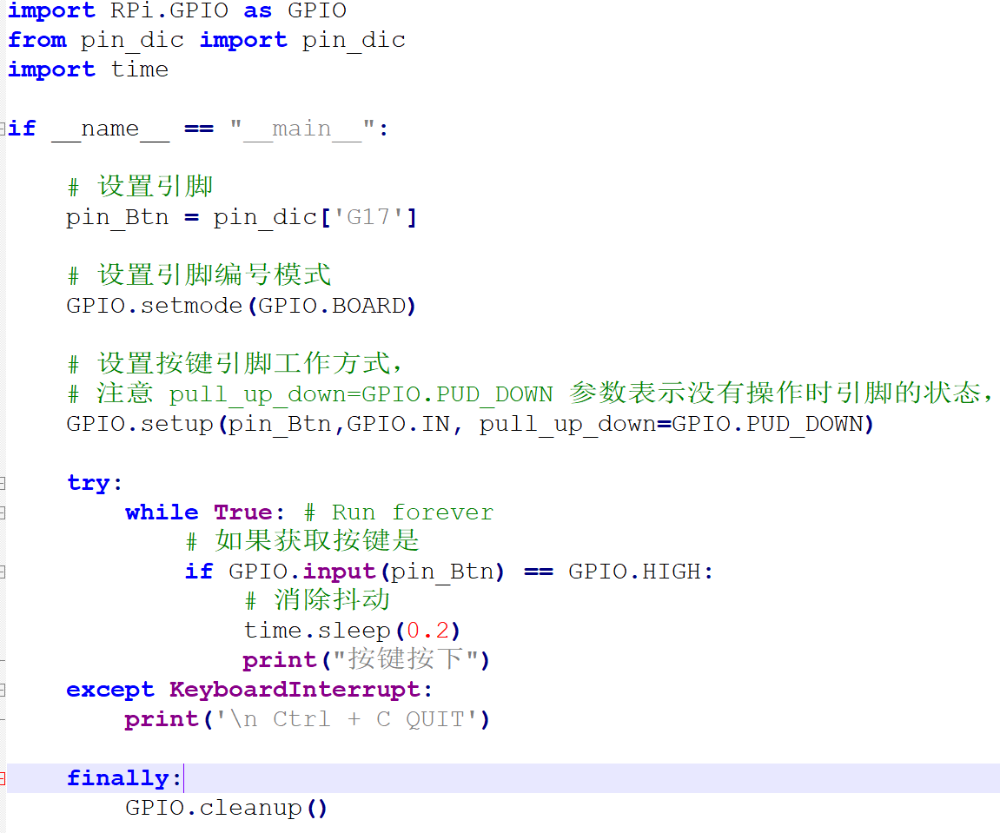 import RPi.GPIO as GPIO
from pin_dic import pin_dic
import time
if __name__ == "__main__":
# 设置引脚
pin_Btn = pin_dic['G17']
# 设置引脚编号模式
GPIO.setmode(GPIO.BOARD)
# 设置按键引脚工作方式，
# 注意 pull_up_down=GPIO.PUD_DOWN 参数表示没有操作时引脚的状态，
GPIO.setup(pin_Btn,GPIO.IN, pull_up_down=GPIO.PUD_DOWN)
try:
while True: # Run forever
# 如果获取按键是
if GPIO.input(pin_Btn) == GPIO.HIGH:
# 消除抖动
time.sleep(0.2)
print("按键按下")
except KeyboardInterrupt:
print('\n Ctrl + C QUIT')
finally:
GPIO.cleanup()